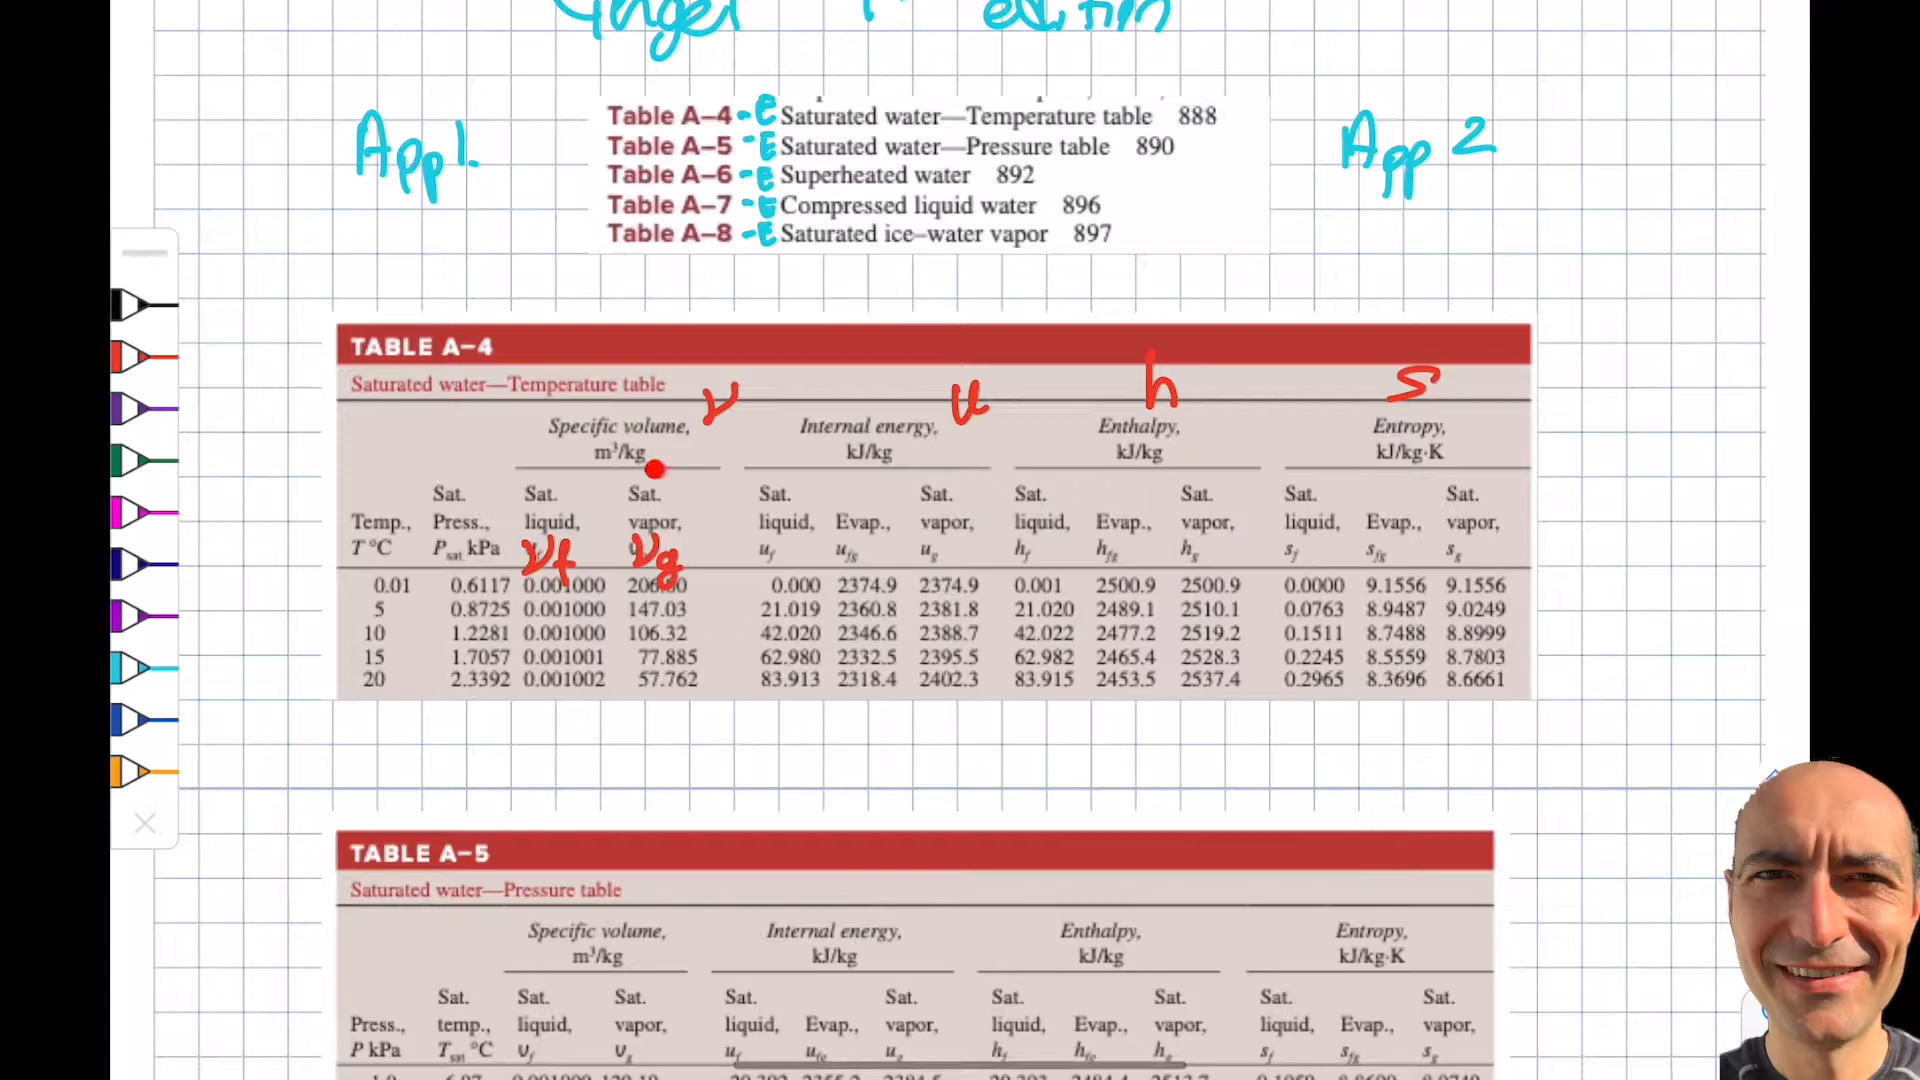 edition
App 1.
Table A–4 - E Saturated water—Temperature table 888
Table A–5 - E Saturated water—Pressure table 890
Table A–6 - E Superheated water 892
Table A–7 - E Compressed liquid water 896
Table A–8 - E Saturated ice–water vapor 897
App 2
TABLE A–4
Saturated water—Temperature table
ν u h s
Specific volume, Internal energy, Enthalpy, Entropy,
m³/kg kJ/kg kJ/kg kJ/kg·K
Sat. Sat. Sat. Sat. Sat. Sat. Sat. Sat. Sat.
Temp., Press., liquid, vapor, liquid, Evap., vapor, liquid, Evap., vapor, liquid, Evap., vapor,
T °C P_sat kPa ν_f ν_g u_f u_fg u_g h_f h_fg h_g s_f s_fg s_g
0.01 0.6117 0.001000 0.000 2374.9 2374.9 0.001 2500.9 2500.9 0.0000 9.1556 9.1556
5 0.8725 0.001000 147.03 21.019 2360.8 2381.8 21.020 2489.1 2510.1 0.0763 8.9487 9.0249
10 1.2281 0.001000 106.32 42.020 2346.6 2388.7 42.022 2477.2 2519.2 0.1511 8.7488 8.8999
15 1.7057 0.001001 77.885 62.980 2332.5 2395.5 62.982 2465.4 2528.3 0.2245 8.5559 8.7803
20 2.3392 0.001002 57.762 83.913 2318.4 2402.3 83.915 2453.5 2537.4 0.2965 8.3696 8.6661
TABLE A–5
Saturated water—Pressure table
Specific volume, Internal energy, Enthalpy, Entropy,
m³/kg kJ/kg kJ/kg kJ/kg·K
Sat. Sat. Sat. Sat. Sat. Sat. Sat. Sat. Sat.
Press., temp., liquid, vapor, liquid, Evap., vapor, liquid, Evap., vapor, liquid, Evap., vapor,
P kPa T_sat °C υ_f υ_g u_f u_fg u_g h_f h_fg h_g s_f s_fg s_g